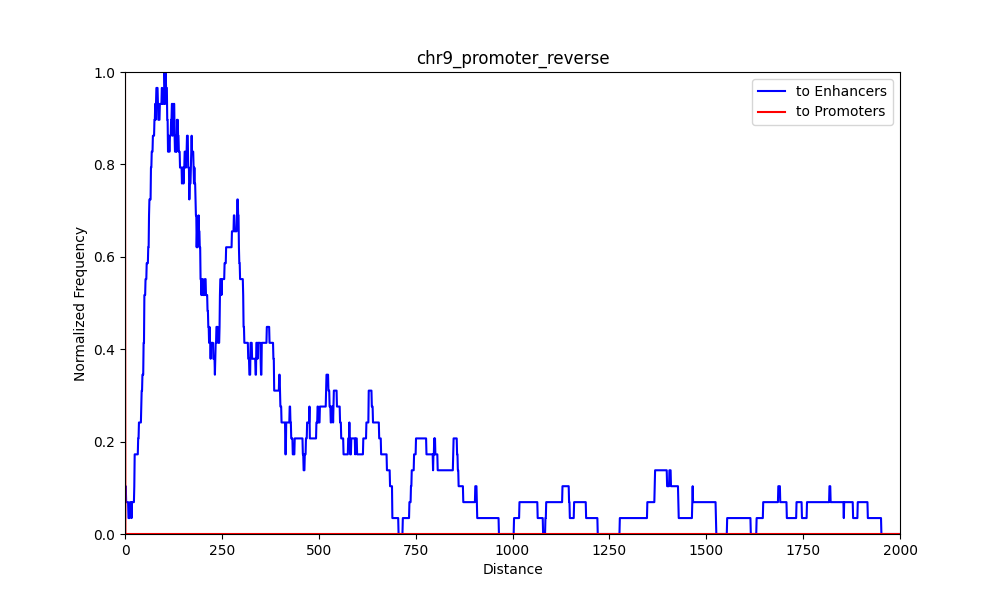 chr9_promoter_reverse
to Enhancers
to Promoters
Normalized Frequency
1.0
0.8
0.6
0.4
0.2
0.0
0 250 500 750 1000 1250 1500 1750 2000
Distance